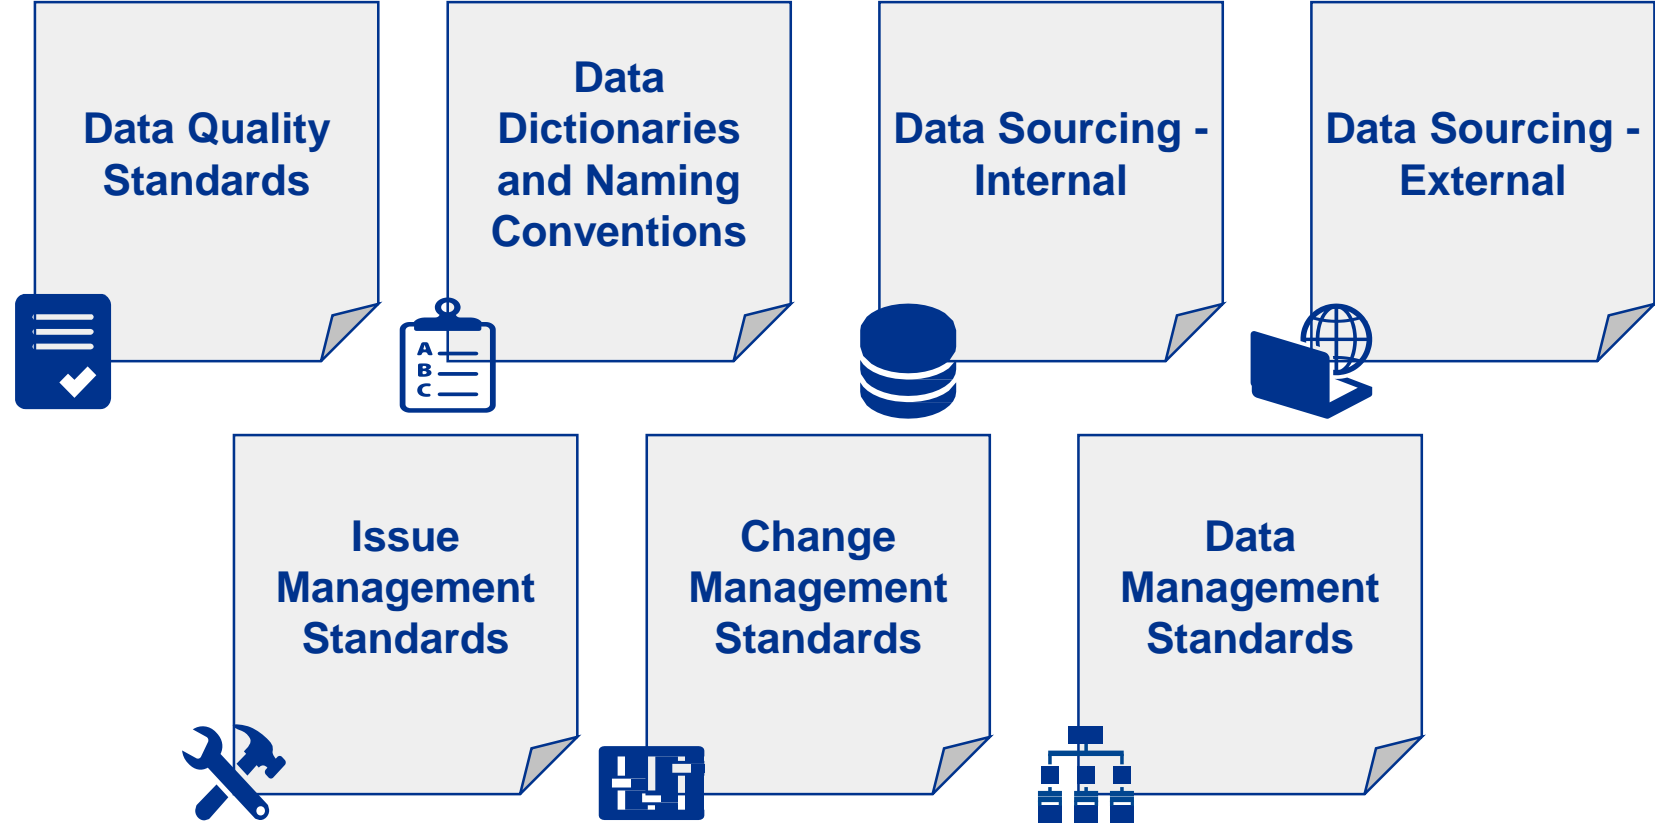 Data Quality
Standards
Data
Dictionaries
and Naming
Conventions
Data Sourcing -
Internal
Data Sourcing -
External
A
B
C
Issue
Management
Standards
Change
Management
Standards
Data
Management
Standards